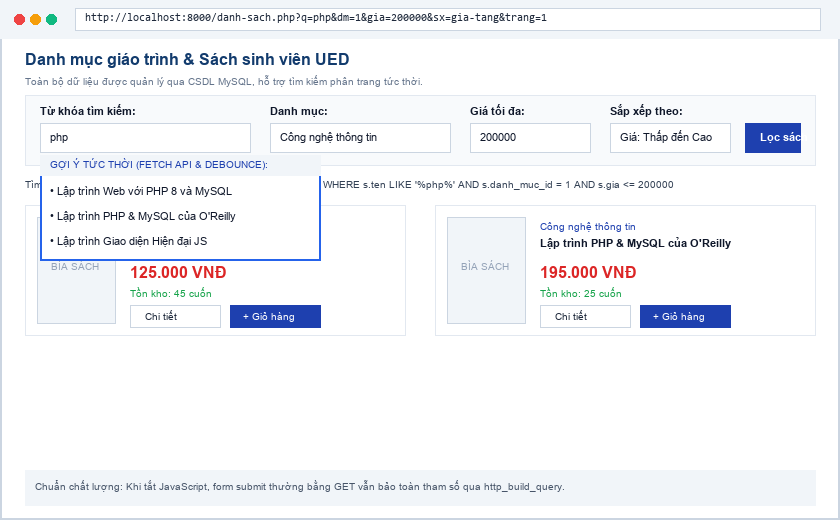 http://localhost:8000/danh-sach.php?q=php&dm=1&gia=200000&sx=gia-tang&trang=1
Danh mục giáo trình & Sách sinh viên UED
Toàn bộ dữ liệu được quản lý qua CSDL MySQL, hỗ trợ tìm kiếm phân trang tức thời.
Từ khóa tìm kiếm: Danh mục: Giá tối đa: Sắp xếp theo:
php Công nghệ thông tin 200000 Giá: Thấp đến Cao Lọc sác
GỢI Ý TỨC THỜI (FETCH API & DEBOUNCE):
• Lập trình Web với PHP 8 và MySQL
• Lập trình PHP & MySQL của O'Reilly
• Lập trình Giao diện Hiện đại JS
WHERE s.ten LIKE '%php%' AND s.danh_muc_id = 1 AND s.gia <= 200000
BÌA SÁCH
125.000 VNĐ
Tồn kho: 45 cuốn
Chi tiết + Giỏ hàng
BÌA SÁCH
Công nghệ thông tin
Lập trình PHP & MySQL của O'Reilly
195.000 VNĐ
Tồn kho: 25 cuốn
Chi tiết + Giỏ hàng
Chuẩn chất lượng: Khi tắt JavaScript, form submit thường bằng GET vẫn bảo toàn tham số qua http_build_query.